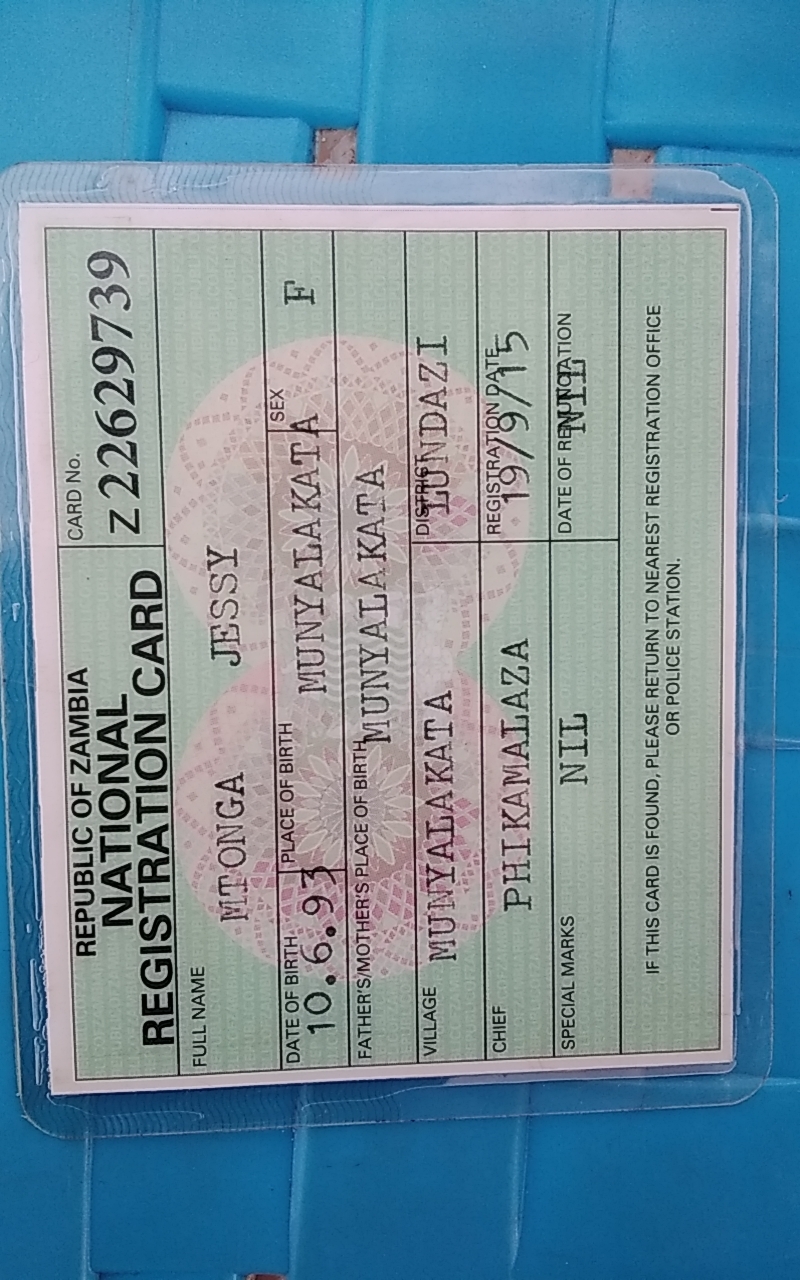 REPUBLIC OF ZAMBIA
NATIONAL
REGISTRATION CARD
CARD No.
Z 22629739
FULL NAME
MTONGA JESSY
DATE OF BIRTH
10.6.93
PLACE OF BIRTH
MUNYALAKATA
SEX
F
FATHER'S/MOTHER'S PLACE OF BIRTH
MUNYALAKATA
VILLAGE
MUNYALAKATA
DISTRICT
LUNDAZI
CHIEF
PHIKAMALAZA
REGISTRATION DATE
19/9/15
SPECIAL MARKS
NIL
DATE OF RENUNCIATION
NIL
IF THIS CARD IS FOUND, PLEASE RETURN TO NEAREST REGISTRATION OFFICE
OR POLICE STATION.